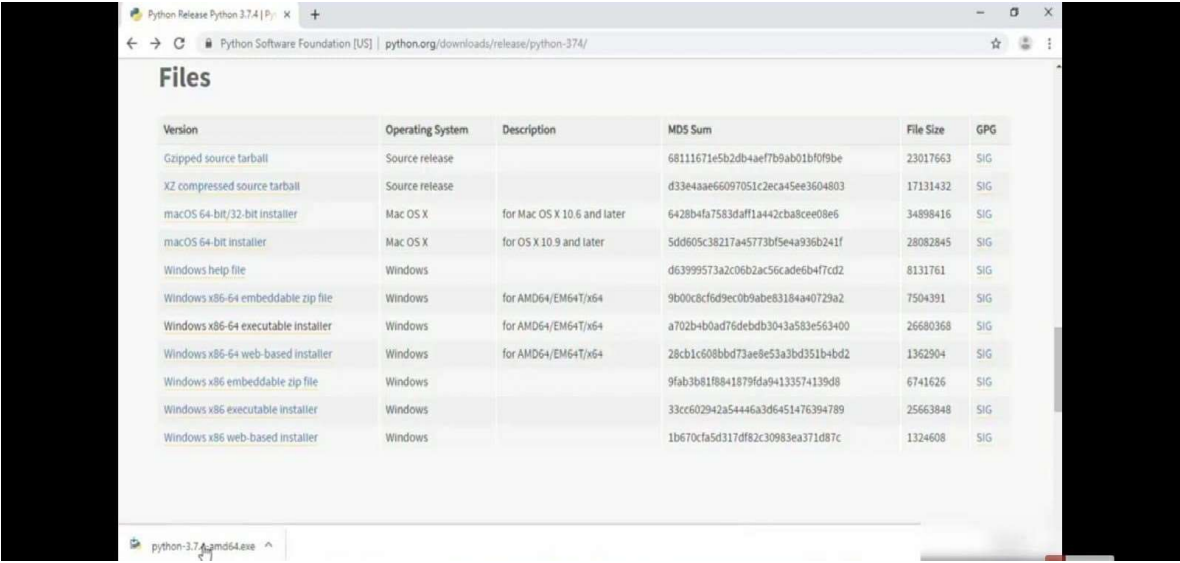 Python Release Python 3.7.4 | Py
Python Software Foundation [US] | python.org/downloads/release/python-374/
Files
Version Operating System Description MD5 Sum File Size GPG
Gzipped source tarball Source release 68111671e5b2db4aef7b9ab01bf0f9be 23017663 SIG
XZ compressed source tarball Source release d33e4aae66097051c2eca45ee3604803 17131432 SIG
macOS 64-bit/32-bit installer Mac OS X for Mac OS X 10.6 and later 6428b4fa7583daff1a442cba8cee08e6 34898416 SIG
macOS 64-bit installer Mac OS X for OS X 10.9 and later 5dd605c38217a45773bf5e4a936b241f 28082845 SIG
Windows help file Windows d63999573a2c06b2ac56cade6b4f7cd2 8131761 SIG
Windows x86-64 embeddable zip file Windows for AMD64/EM64T/x64 9b00c8cf6d9ec0b9abe83184a40729a2 7504391 SIG
Windows x86-64 executable installer Windows for AMD64/EM64T/x64 a702b4b0ad76debdb3043a583e563400 26680368 SIG
Windows x86-64 web-based installer Windows for AMD64/EM64T/x64 28cb1c608bbd73ae8e53a3bd351b4bd2 1362904 SIG
Windows x86 embeddable zip file Windows 9fab3b81f8841879fda94133574139d8 6741626 SIG
Windows x86 executable installer Windows 33cc602942a54446a3d6451476394789 25663848 SIG
Windows x86 web-based installer Windows 1b670cfa5d317df82c30983ea371d87c 1324608 SIG
python-3.7.4-amd64.exe